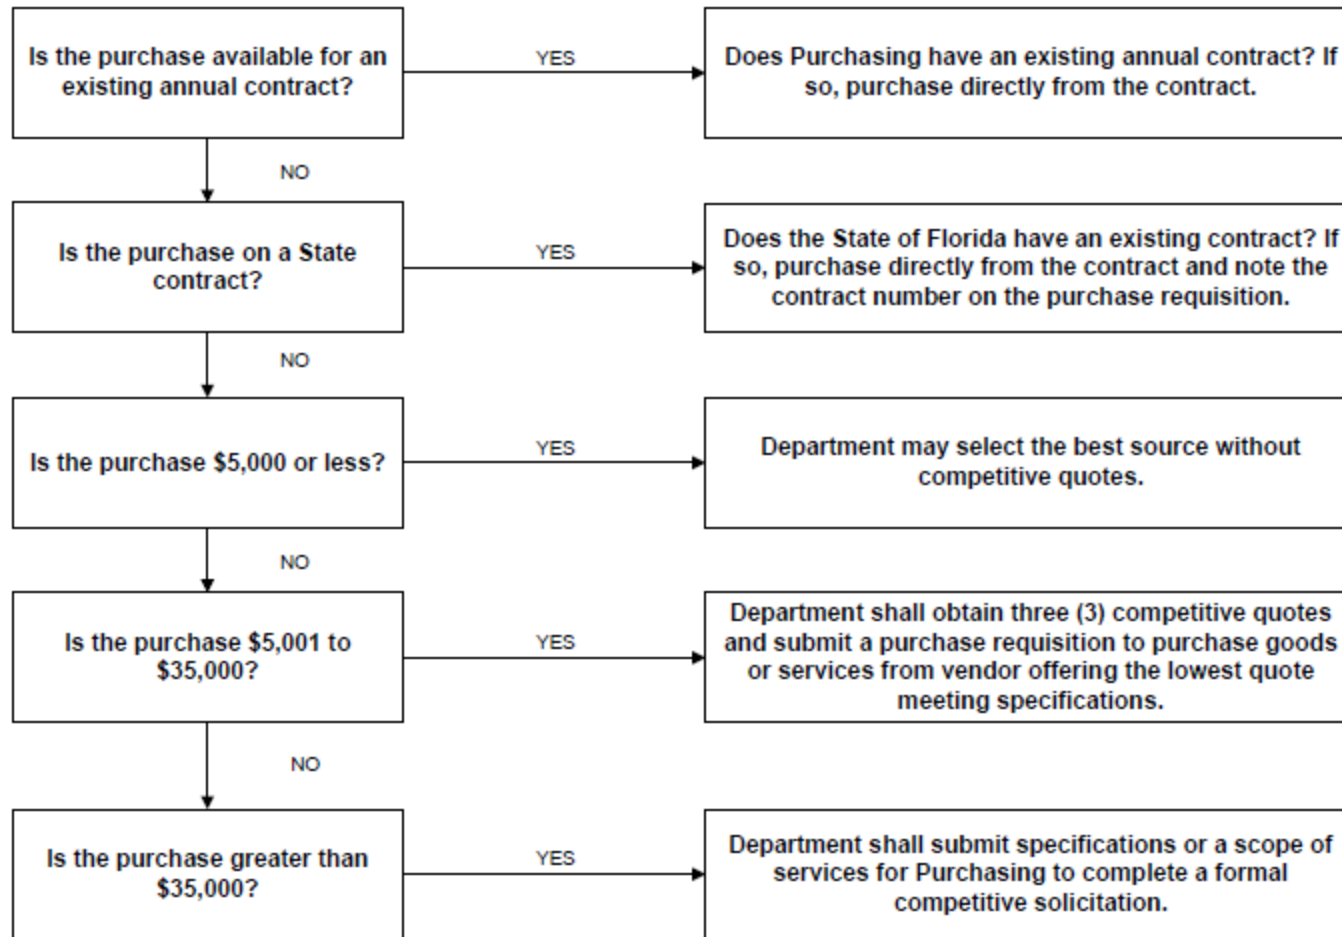 Is the purchase available for an
existing annual contract?
YES
Does Purchasing have an existing annual contract? If
so, purchase directly from the contract.
NO
Is the purchase on a State
contract?
YES
Does the State of Florida have an existing contract? If
so, purchase directly from the contract and note the
contract number on the purchase requisition.
NO
Is the purchase $5,000 or less?
YES
Department may select the best source without
competitive quotes.
NO
Is the purchase $5,001 to
$35,000?
YES
Department shall obtain three (3) competitive quotes
and submit a purchase requisition to purchase goods
or services from vendor offering the lowest quote
meeting specifications.
NO
Is the purchase greater than
$35,000?
YES
Department shall submit specifications or a scope of
services for Purchasing to complete a formal
competitive solicitation.